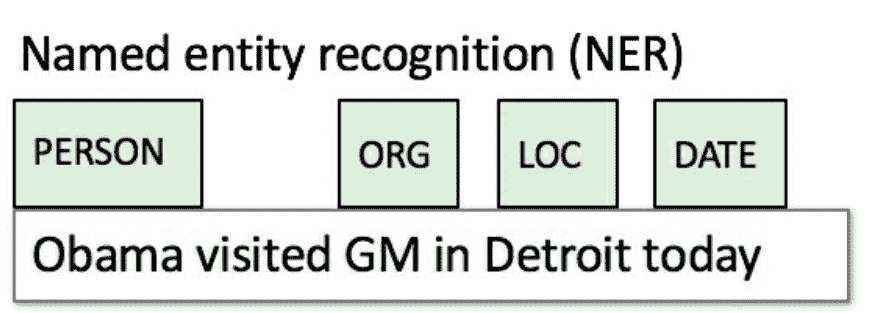 Named entity recognition (NER)
PERSON ORG LOC DATE
Obama visited GM in Detroit today